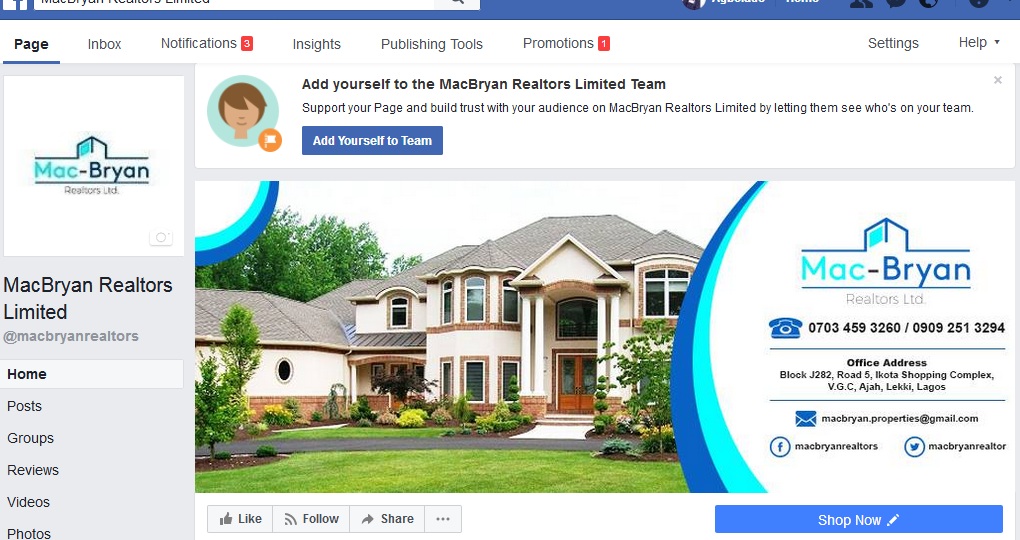 MacBryan Realtors Limited
Home
Page
Inbox
Notifications 3
Insights
Publishing Tools
Promotions 1
Settings
Help
Add yourself to the MacBryan Realtors Limited Team
Support your Page and build trust with your audience on MacBryan Realtors Limited by letting them see who's on your team.
Add Yourself to Team
Mac-Bryan
Realtors Ltd.
MacBryan Realtors
Limited
@macbryanrealtors
Home
Posts
Groups
Reviews
Videos
Photos
Mac-Bryan
Realtors Ltd.
0703 459 3260 / 0909 251 3294
Office Address
Block J282, Road 5, Ikota Shopping Complex,
V.G.C, Ajah, Lekki, Lagos
macbryan.properties@gmail.com
macbryanrealtors
macbryanrealtor
Like
Follow
Share
Shop Now